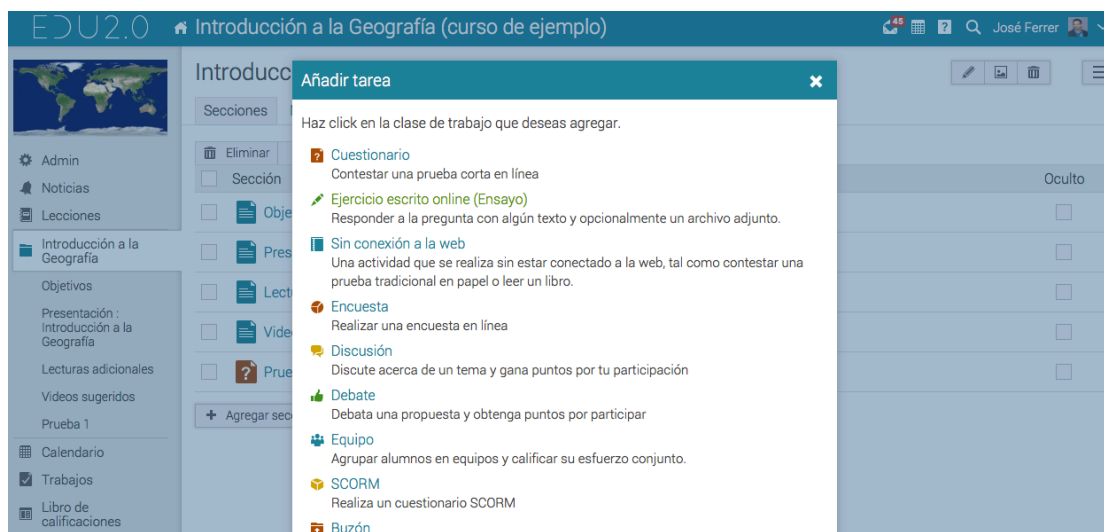 EDU2.0
Introducción a la Geografía (curso de ejemplo)
45
?
José Ferrer
Admin
Noticias
Lecciones
Introducción a la
Geografía
Objetivos
Presentación :
Introducción a la
Geografía
Lecturas adicionales
Videos sugeridos
Prueba 1
Calendario
Trabajos
Libro de
calificaciones
Introducc
Secciones
Eliminar
Sección
Oculto
Obje
Pres
Lect
Vide
? Prue
+ Agregar sec
Añadir tarea
Haz click en la clase de trabajo que deseas agregar.
? Cuestionario
Contestar una prueba corta en línea
Ejercicio escrito online (Ensayo)
Responder a la pregunta con algún texto y opcionalmente un archivo adjunto.
Sin conexión a la web
Una actividad que se realiza sin estar conectado a la web, tal como contestar una
prueba tradicional en papel o leer un libro.
Encuesta
Realizar una encuesta en línea
Discusión
Discute acerca de un tema y gana puntos por tu participación
Debate
Debata una propuesta y obtenga puntos por participar
Equipo
Agrupar alumnos en equipos y calificar su esfuerzo conjunto.
SCORM
Realiza un cuestionario SCORM
Buzón